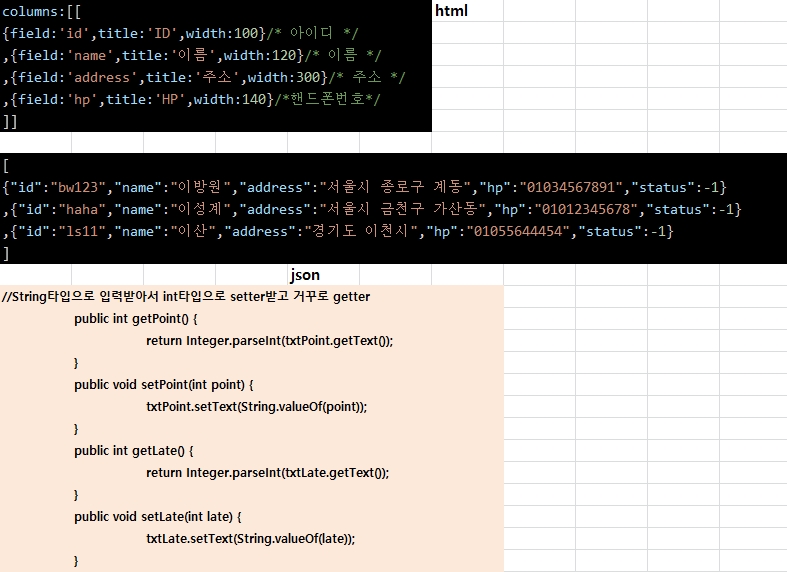 columns:[[
html
{field:'id',title:'ID',width:100}/* 아이디 */
,{field:'name',title:'이름',width:120}/* 이름 */
,{field:'address',title:'주소',width:300}/* 주소 */
,{field:'hp',title:'HP',width:140}/*핸드폰번호*/
]]
[
{"id":"bw123","name":"이방원","address":"서울시 종로구 계동","hp":"01034567891","status":-1}
,{"id":"haha","name":"이성계","address":"서울시 금천구 가산동","hp":"01012345678","status":-1}
,{"id":"ls11","name":"이산","address":"경기도 이천시","hp":"01055644454","status":-1}
]
json
//String타입으로 입력받아서 int타입으로 setter받고 거꾸로 getter
public int getPoint() {
return Integer.parseInt(txtPoint.getText());
}
public void setPoint(int point) {
txtPoint.setText(String.valueOf(point));
}
public int getLate() {
return Integer.parseInt(txtLate.getText());
}
public void setLate(int late) {
txtLate.setText(String.valueOf(late));
}